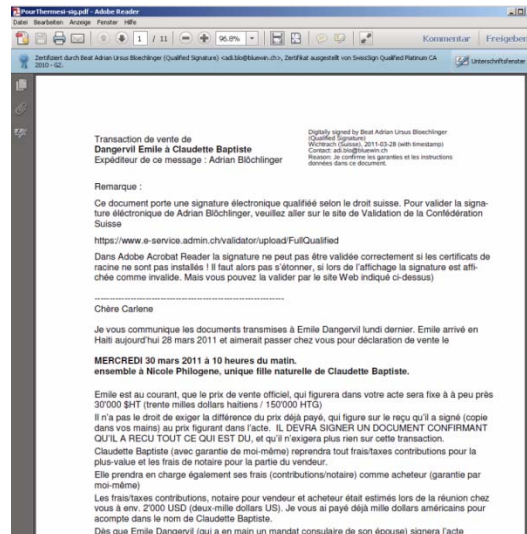 PourThermesi-sig.pdf - Adobe Reader
Datei Bearbeiten Anzeige Fenster Hilfe
1 / 11 96.8% Kommentar Freigeben
Zertifiziert durch Beat Adrian Ursus Bloechlinger (Qualified Signature) <adi.blo@bluewin.ch>, Zertifikat ausgestellt von SwissSign Qualified Platinum CA
2010 - G2.
Unterschriftsfenster
Transaction de vente de
Dangervil Emile à Claudette Baptiste
Expéditeur de ce message : Adrian Blöchlinger
Digitally signed by Beat Adrian Ursus Bloechlinger
(Qualified Signature)
Wichtrach (Suisse), 2011-03-28 (with timestamp)
Contact: adi.blo@bluewin.ch
Reason: Je confirme les garanties et les instructions
données dans ce document.
Remarque :
Ce document porte une signature électronique qualifiéé selon le droit suisse. Pour valider la signa-
ture éléctronique de Adrian Blöchlinger, veuillez aller sur le site de Validation de la Confédération
Suisse
https://www.e-service.admin.ch/validator/upload/FullQualified
Dans Adobe Acrobat Reader la signature ne peut pas être validée correctement si les certificats de
racine ne sont pas installés ! Il faut alors pas s'étonner, si lors de l'affichage la signature est affi-
chée comme invalide. Mais vous pouvez la valider par le site Web indiqué ci-dessus)
----------------------------------------------------------------
Chère Carlene
Je vous communique les documents transmises à Emile Dangervil lundi dernier. Emile arrivé en
Haiti aujourd'hui 28 mars 2011 et aimerait passer chez vous pour déclaration de vente le
MERCREDI 30 mars 2011 à 10 heures du matin.
ensemble à Nicole Philogene, unique fille naturelle de Claudette Baptiste.
Emile est au courant, que le prix de vente officiel, qui figurera dans votre acte sera fixe à à peu près
30'000 $HT (trente milles dollars haitiens / 150'000 HTG)
Il n'a pas le droit de exiger la différence du prix déjà payé, qui figure sur le reçu qu'il a signé (copie
dans vos mains) au prix figurant dans l'acte. IL DEVRA SIGNER UN DOCUMENT CONFIRMANT
QU'IL A RECU TOUT CE QUI EST DU, et qu'il n'exigera plus rien sur cette transaction.
Claudette Baptiste (avec garantie de moi-même) reprendra tout frais/taxes contributions pour la
plus-value et les frais de notaire pour la partie du vendeur.
Elle prendra en charge également ses frais (contributions/notaire) comme acheteur (garantie par
moi-même)
Les frais/taxes contributions, notaire pour vendeur et acheteur était estimés lors de la réunion chez
vous à env. 2'000 USD (deux-mille dollars US). Je vous ai payé déjà mille dollars américains pour
acompte dans le nom de Claudette Baptiste.
Dès que Emile Dangervil (qui a en main un mandat consulaire de son épouse) signera l'acte